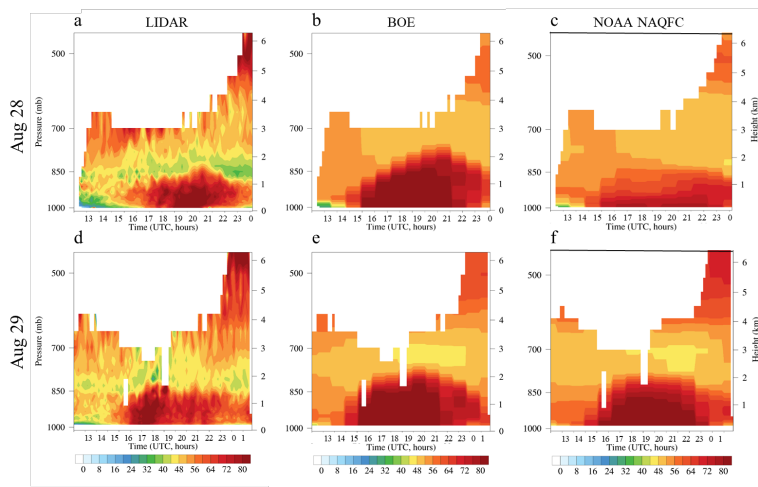 a LIDAR
b BOE
c NOAA NAQFC
Aug 28
Pressure (mb)
500
700
850
1000
6
5
4
3
2
1
0
13 14 15 16 17 18 19 20 21 22 23 0
Time (UTC, hours)
500
700
850
1000
6
5
4
3
2
1
0
13 14 15 16 17 18 19 20 21 22 23 0
Time (UTC, hours)
500
700
850
1000
6
5
4
3
2
1
0
Height (km)
13 14 15 16 17 18 19 20 21 22 23 0
Time (UTC, hours)
d
e
f
Aug 29
Pressure (mb)
500
700
850
1000
6
5
4
3
2
1
0
13 14 15 16 17 18 19 20 21 22 23 0 1
Time (UTC, hours)
500
700
850
1000
6
5
4
3
2
1
0
13 14 15 16 17 18 19 20 21 22 23 0 1
Time (UTC, hours)
500
700
850
1000
6
5
4
3
2
1
0
Height (km)
13 14 15 16 17 18 19 20 21 22 23 0 1
Time (UTC, hours)
0 8 16 24 32 40 48 56 64 72 80
0 8 16 24 32 40 48 56 64 72 80
0 8 16 24 32 40 48 56 64 72 80